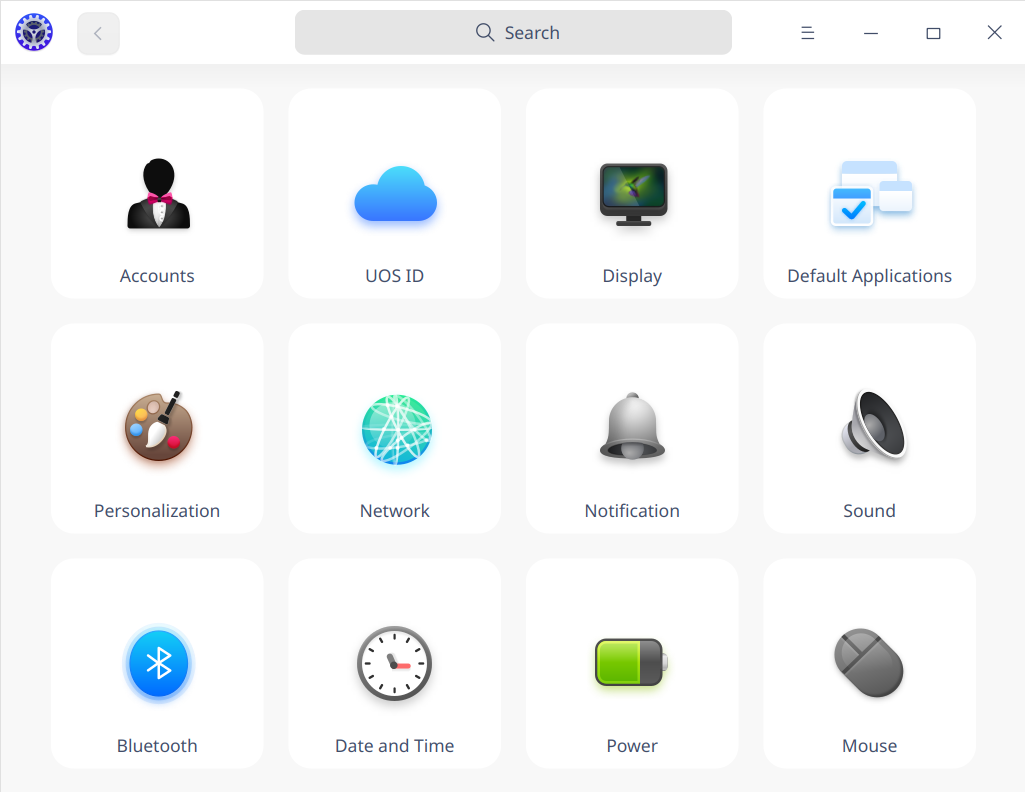 Search
Accounts
UOS ID
Display
Default Applications
Personalization
Network
Notification
Sound
Bluetooth
Date and Time
Power
Mouse